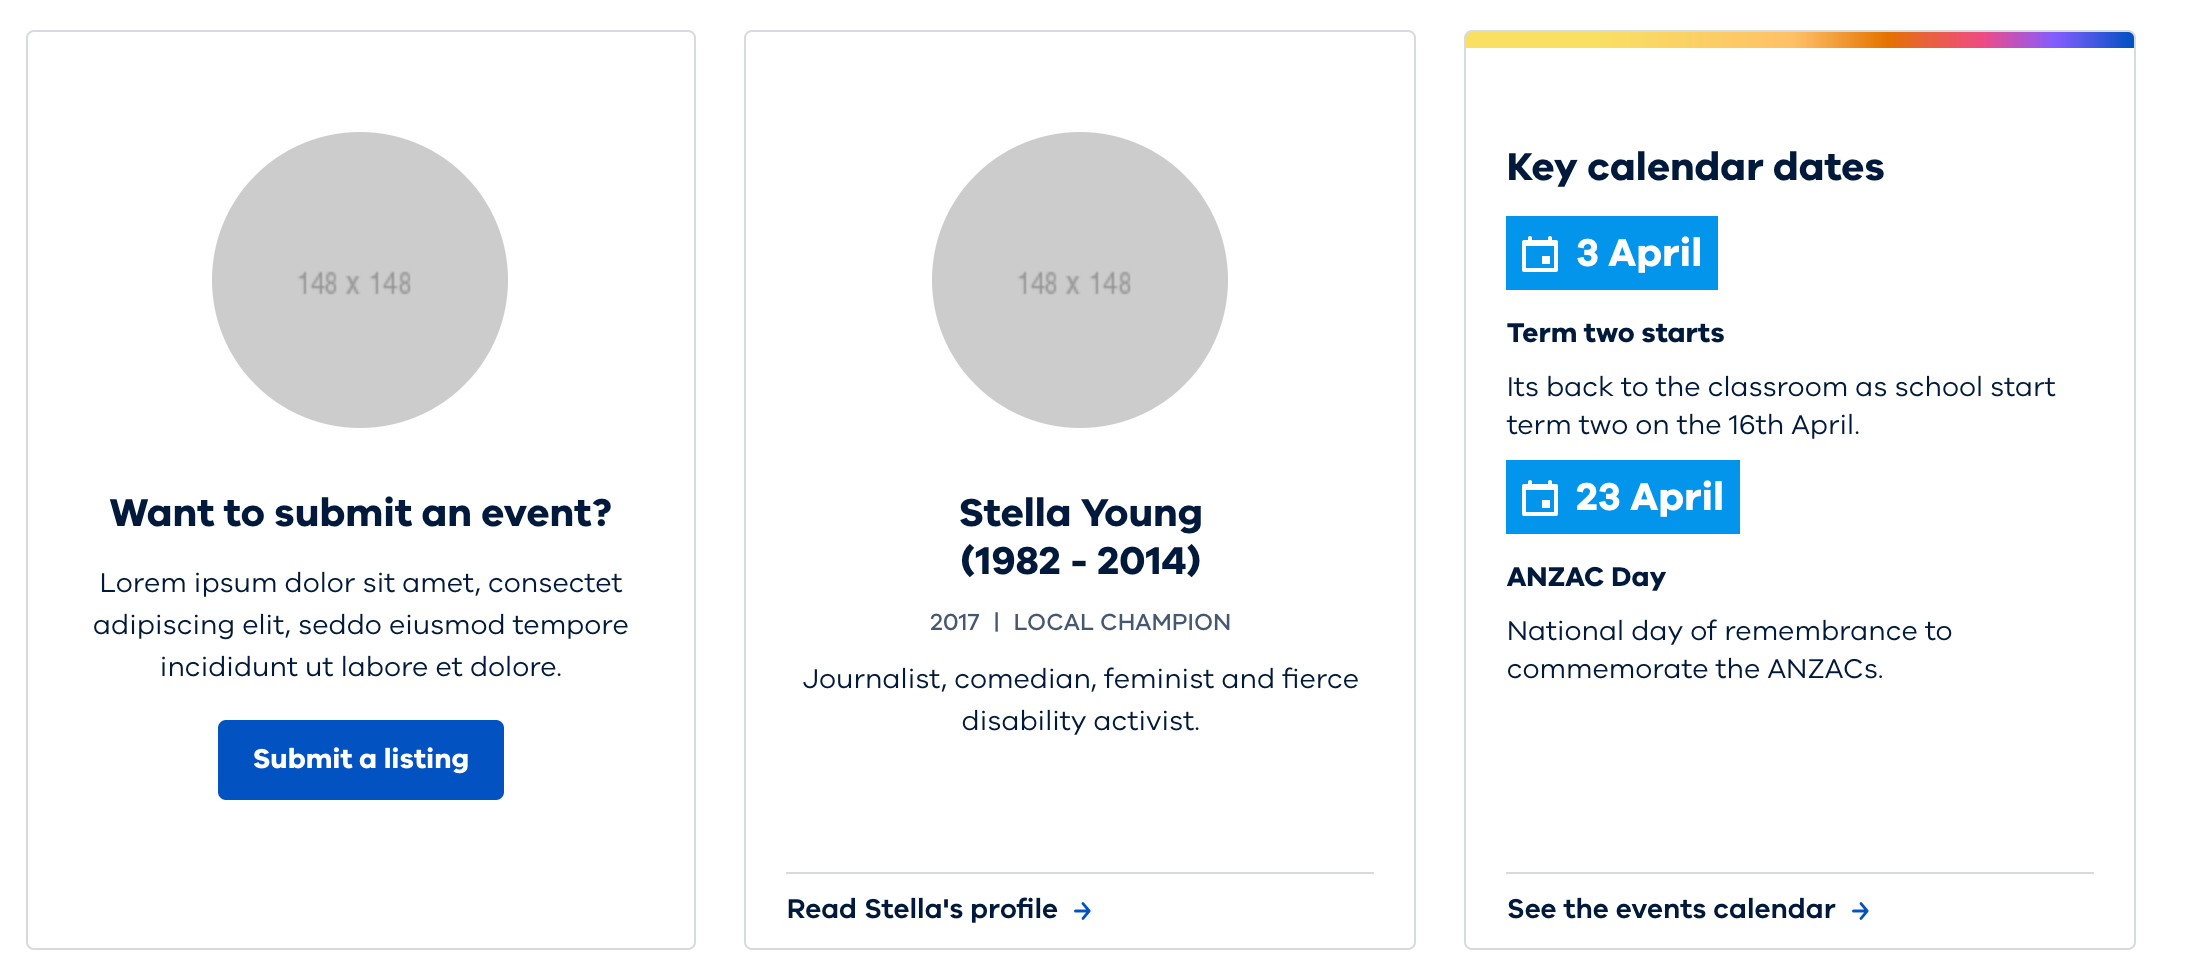 148 x 148
Want to submit an event?
Lorem ipsum dolor sit amet, consectet
adipiscing elit, seddo eiusmod tempore
incididunt ut labore et dolore.
Submit a listing
148 x 148
Stella Young
(1982 - 2014)
2017 | LOCAL CHAMPION
Journalist, comedian, feminist and fierce
disability activist.
Read Stella's profile →
Key calendar dates
3 April
Term two starts
Its back to the classroom as school start
term two on the 16th April.
23 April
ANZAC Day
National day of remembrance to
commemorate the ANZACs.
See the events calendar →